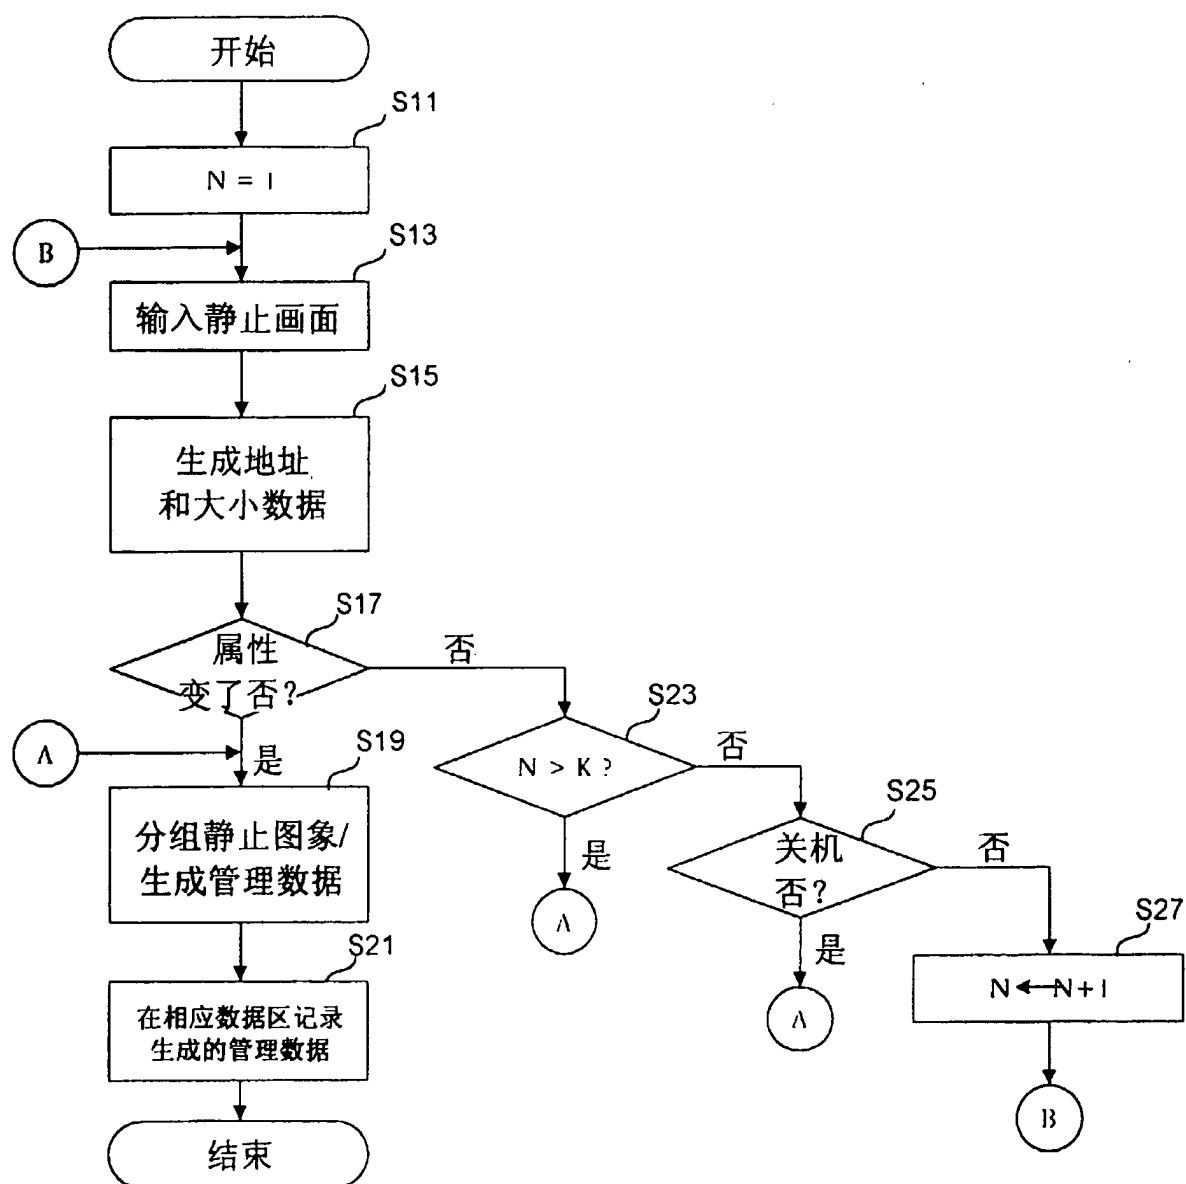 开始
S11
N = 1
B
S13
输入静止画面
S15
生成地址
和大小数据
S17
属性
变了否?
否
是
A
S19
分组静止图象/
生成管理数据
S21
在相应数据区记录
生成的管理数据
结束
S23
N > K ?
否
是
A
S25
关机
否?
否
是
A
S27
N←N+1
B